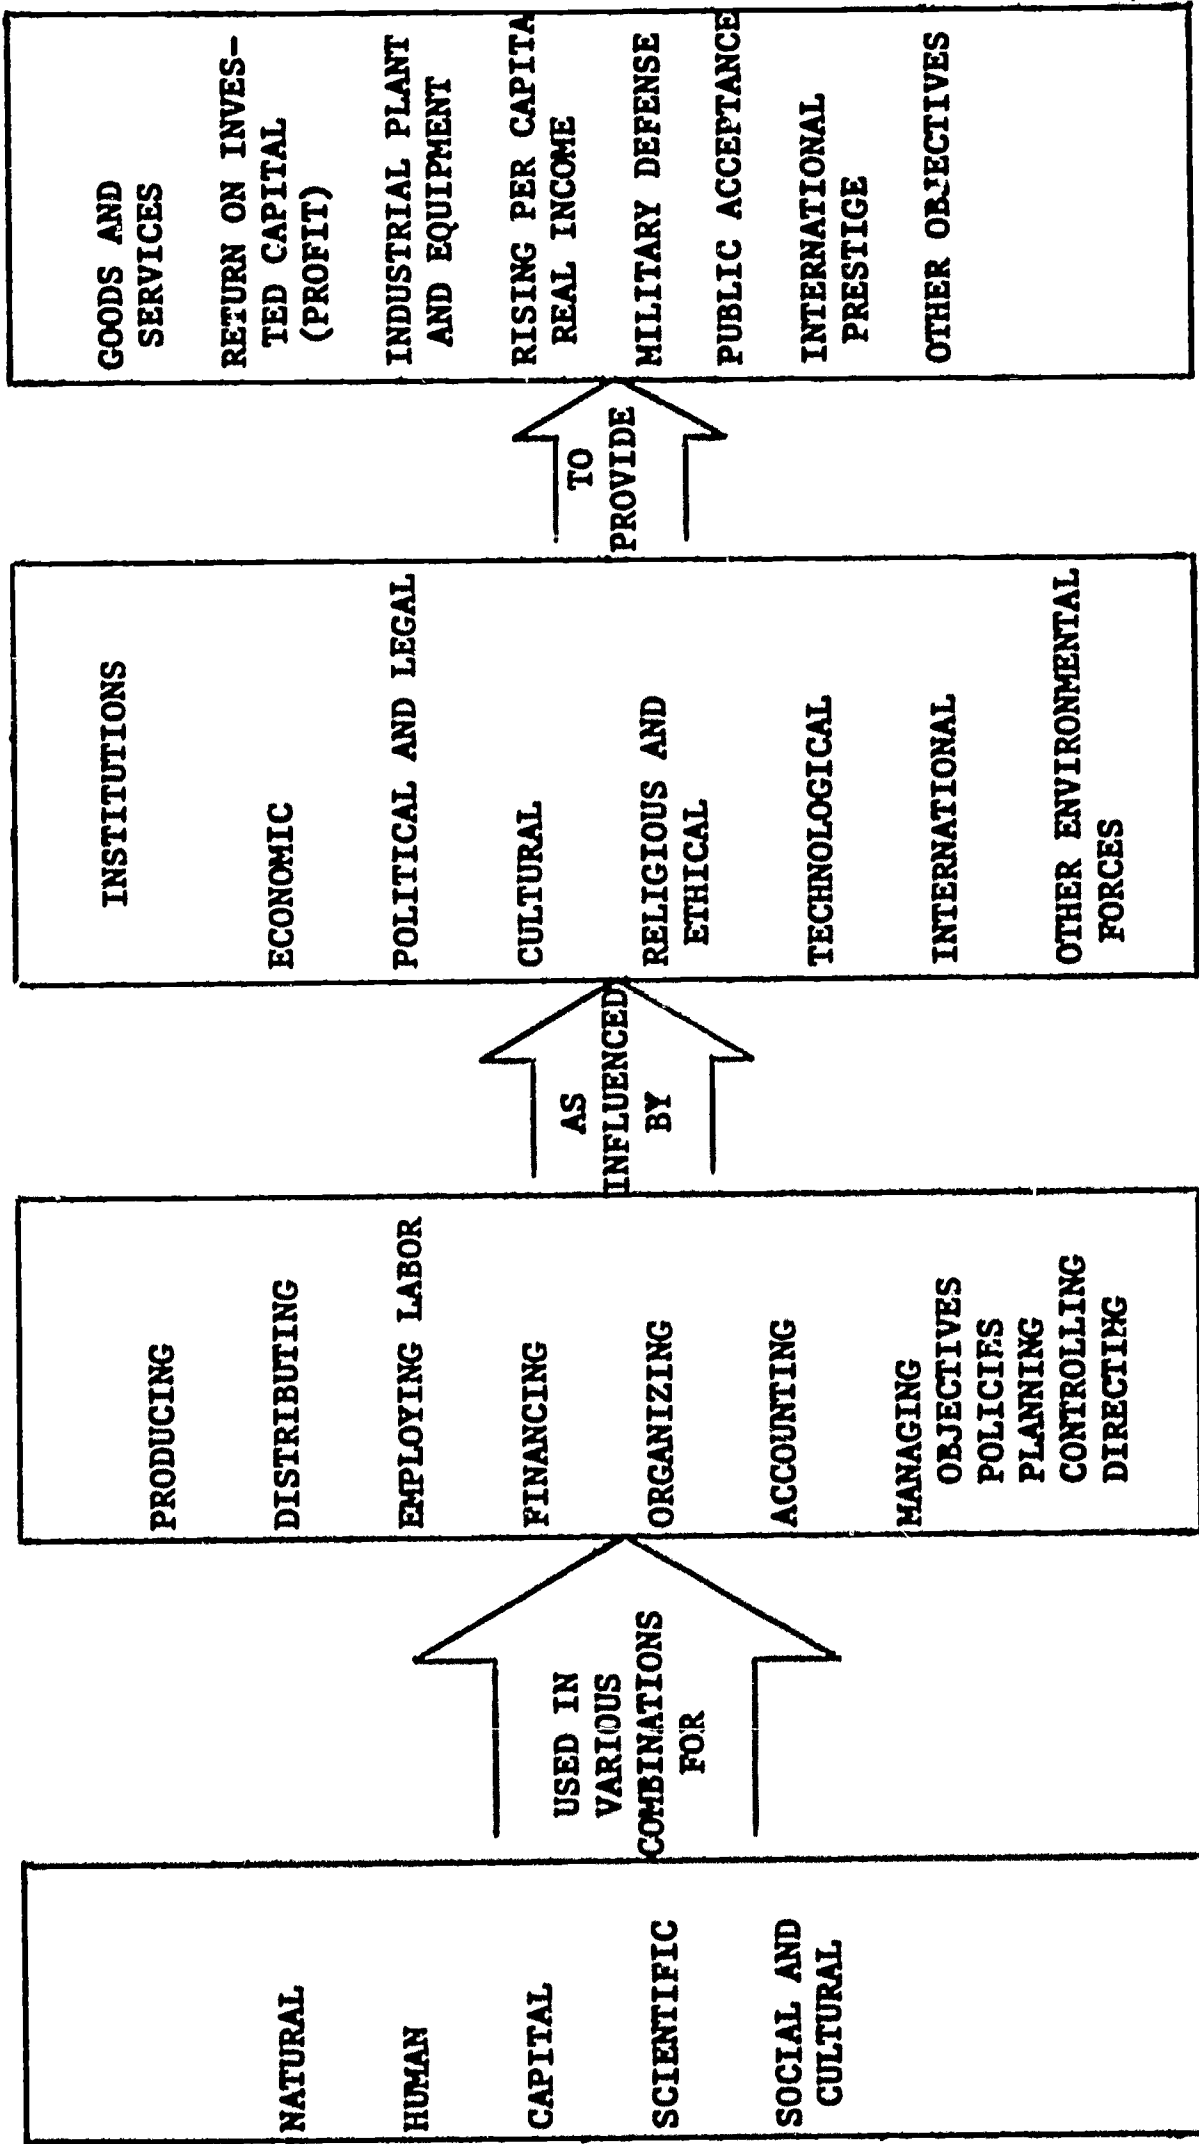 NATURAL
HUMAN
CAPITAL
SCIENTIFIC
SOCIAL AND
CULTURAL
USED IN
VARIOUS
COMBINATIONS
FOR
PRODUCING
DISTRIBUTING
EMPLOYING LABOR
FINANCING
ORGANIZING
ACCOUNTING
MANAGING
OBJECTIVES
POLICIES
PLANNING
CONTROLLING
DIRECTING
AS
INFLUENCED
BY
INSTITUTIONS
ECONOMIC
POLITICAL AND LEGAL
CULTURAL
RELIGIOUS AND
ETHICAL
TECHNOLOGICAL
INTERNATIONAL
OTHER ENVIRONMENTAL
FORCES
TO
PROVIDE
GOODS AND
SERVICES
RETURN ON INVES-
TED CAPITAL
(PROFIT)
INDUSTRIAL PLANT
AND EQUIPMENT
RISING PER CAPITA
REAL INCOME
MILITARY DEFENSE
PUBLIC ACCEPTANCE
INTERNATIONAL
PRESTIGE
OTHER OBJECTIVES